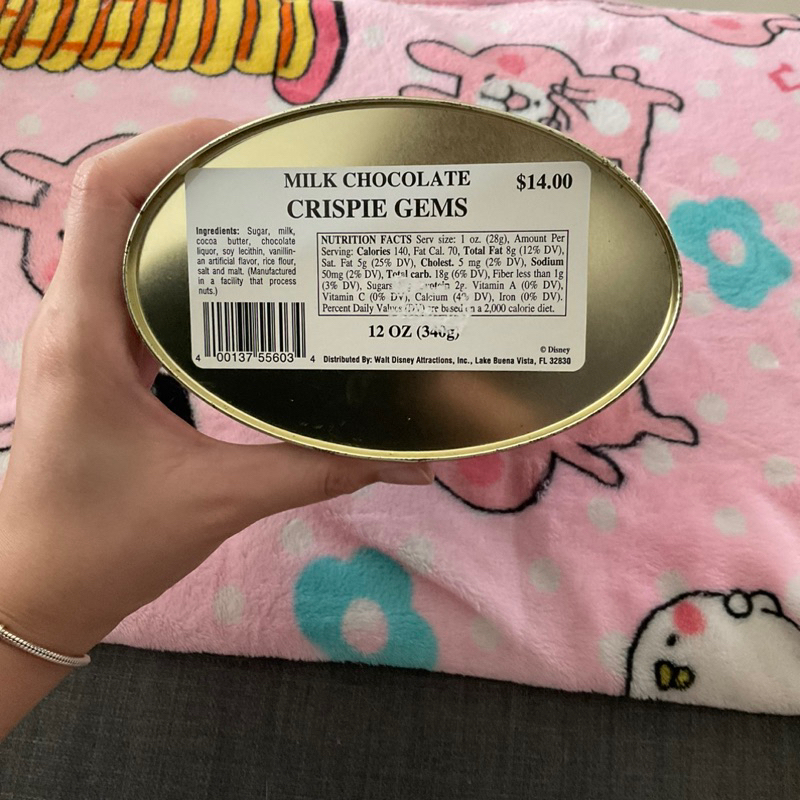 MILK CHOCOLATE $14.00
CRISPIE GEMS
Ingredients: Sugar, milk,
cocoa butter, chocolate
liquor, soy lecithin, vanillin-
an artificial flavor, rice flour,
salt and malt. (Manufactured
in a facility that process
nuts.)
NUTRITION FACTS Serv size: 1 oz. (28g), Amount Per
Serving: Calories 140, Fat Cal. 70, Total Fat 8g (12% DV),
Sat. Fat 5g (25% DV), Cholest. 5 mg (2% DV), Sodium
50mg (2% DV), Total carb. 18g (6% DV), Fiber less than 1g
(3% DV), Sugars Protein 2g. Vitamin A (0% DV),
Vitamin C (0% DV), Calcium (4% DV), Iron (0% DV).
Percent Daily Values (DV) are based on a 2,000 calorie diet.
12 OZ (340g)
4 00137 55603 4
© Disney
Distributed By: Walt Disney Attractions, Inc., Lake Buena Vista, FL 32830